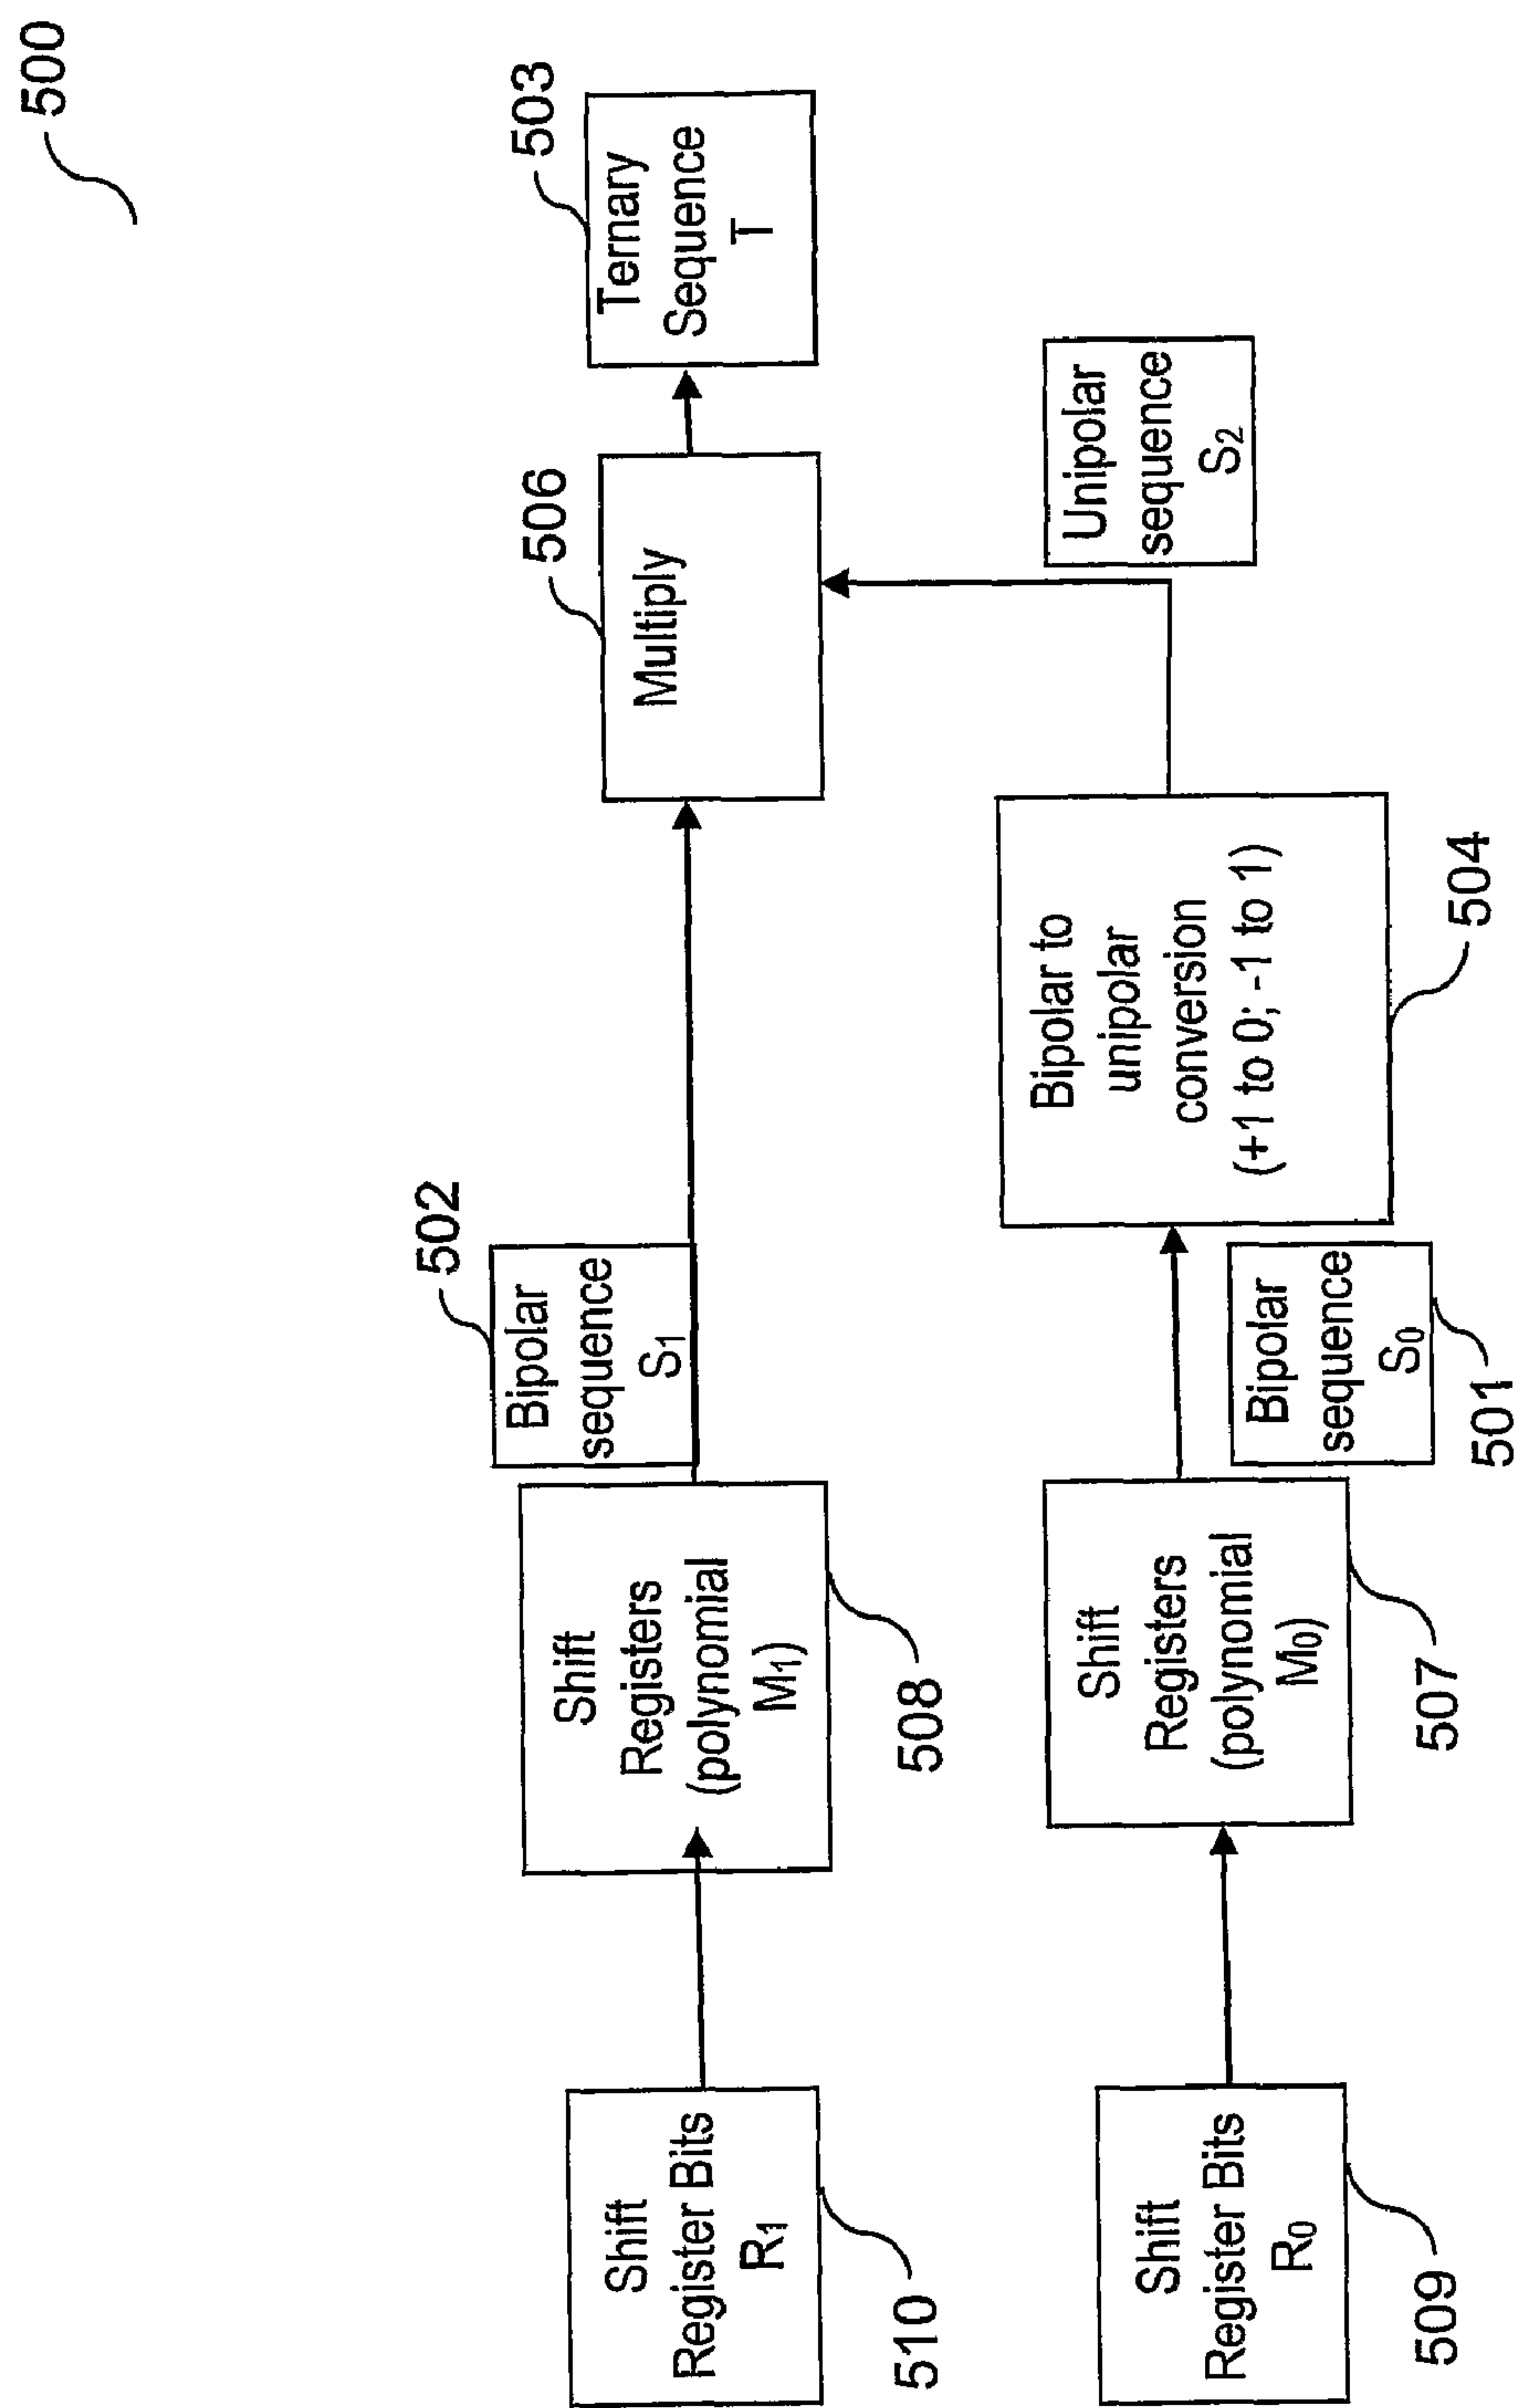 500
Shift
Register Bits
R₁
510
Shift
Registers
(polynomial
M₁)
508
Bipolar
sequence
S₁
502
Multiply
506
Ternary
Sequence
T
503
Shift
Register Bits
R₀
509
Shift
Registers
(polynomial
M₀)
507
Bipolar
sequence
S₀
501
Bipolar to
unipolar
conversion
(+1 to 0; -1 to 1)
504
Unipolar
sequence
S₂